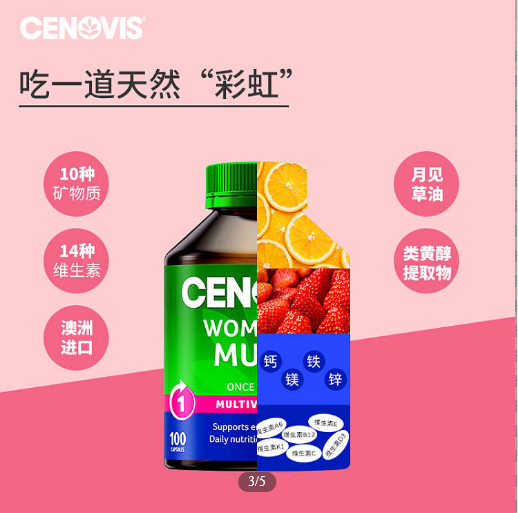 CENOVIS®
吃一道天然“彩虹”
10种
矿物质
14种
维生素
澳洲
进口
月见
草油
类黄醇
提取物
CEN
WOM
MU
ONCE
1
MULTIV
Supports e
Daily nutriti
100
CAPSULES
钙
铁
镁
锌
维生素A6
维生素E
维生素B12
维生素K1
维生素C
维生素D3
3/5